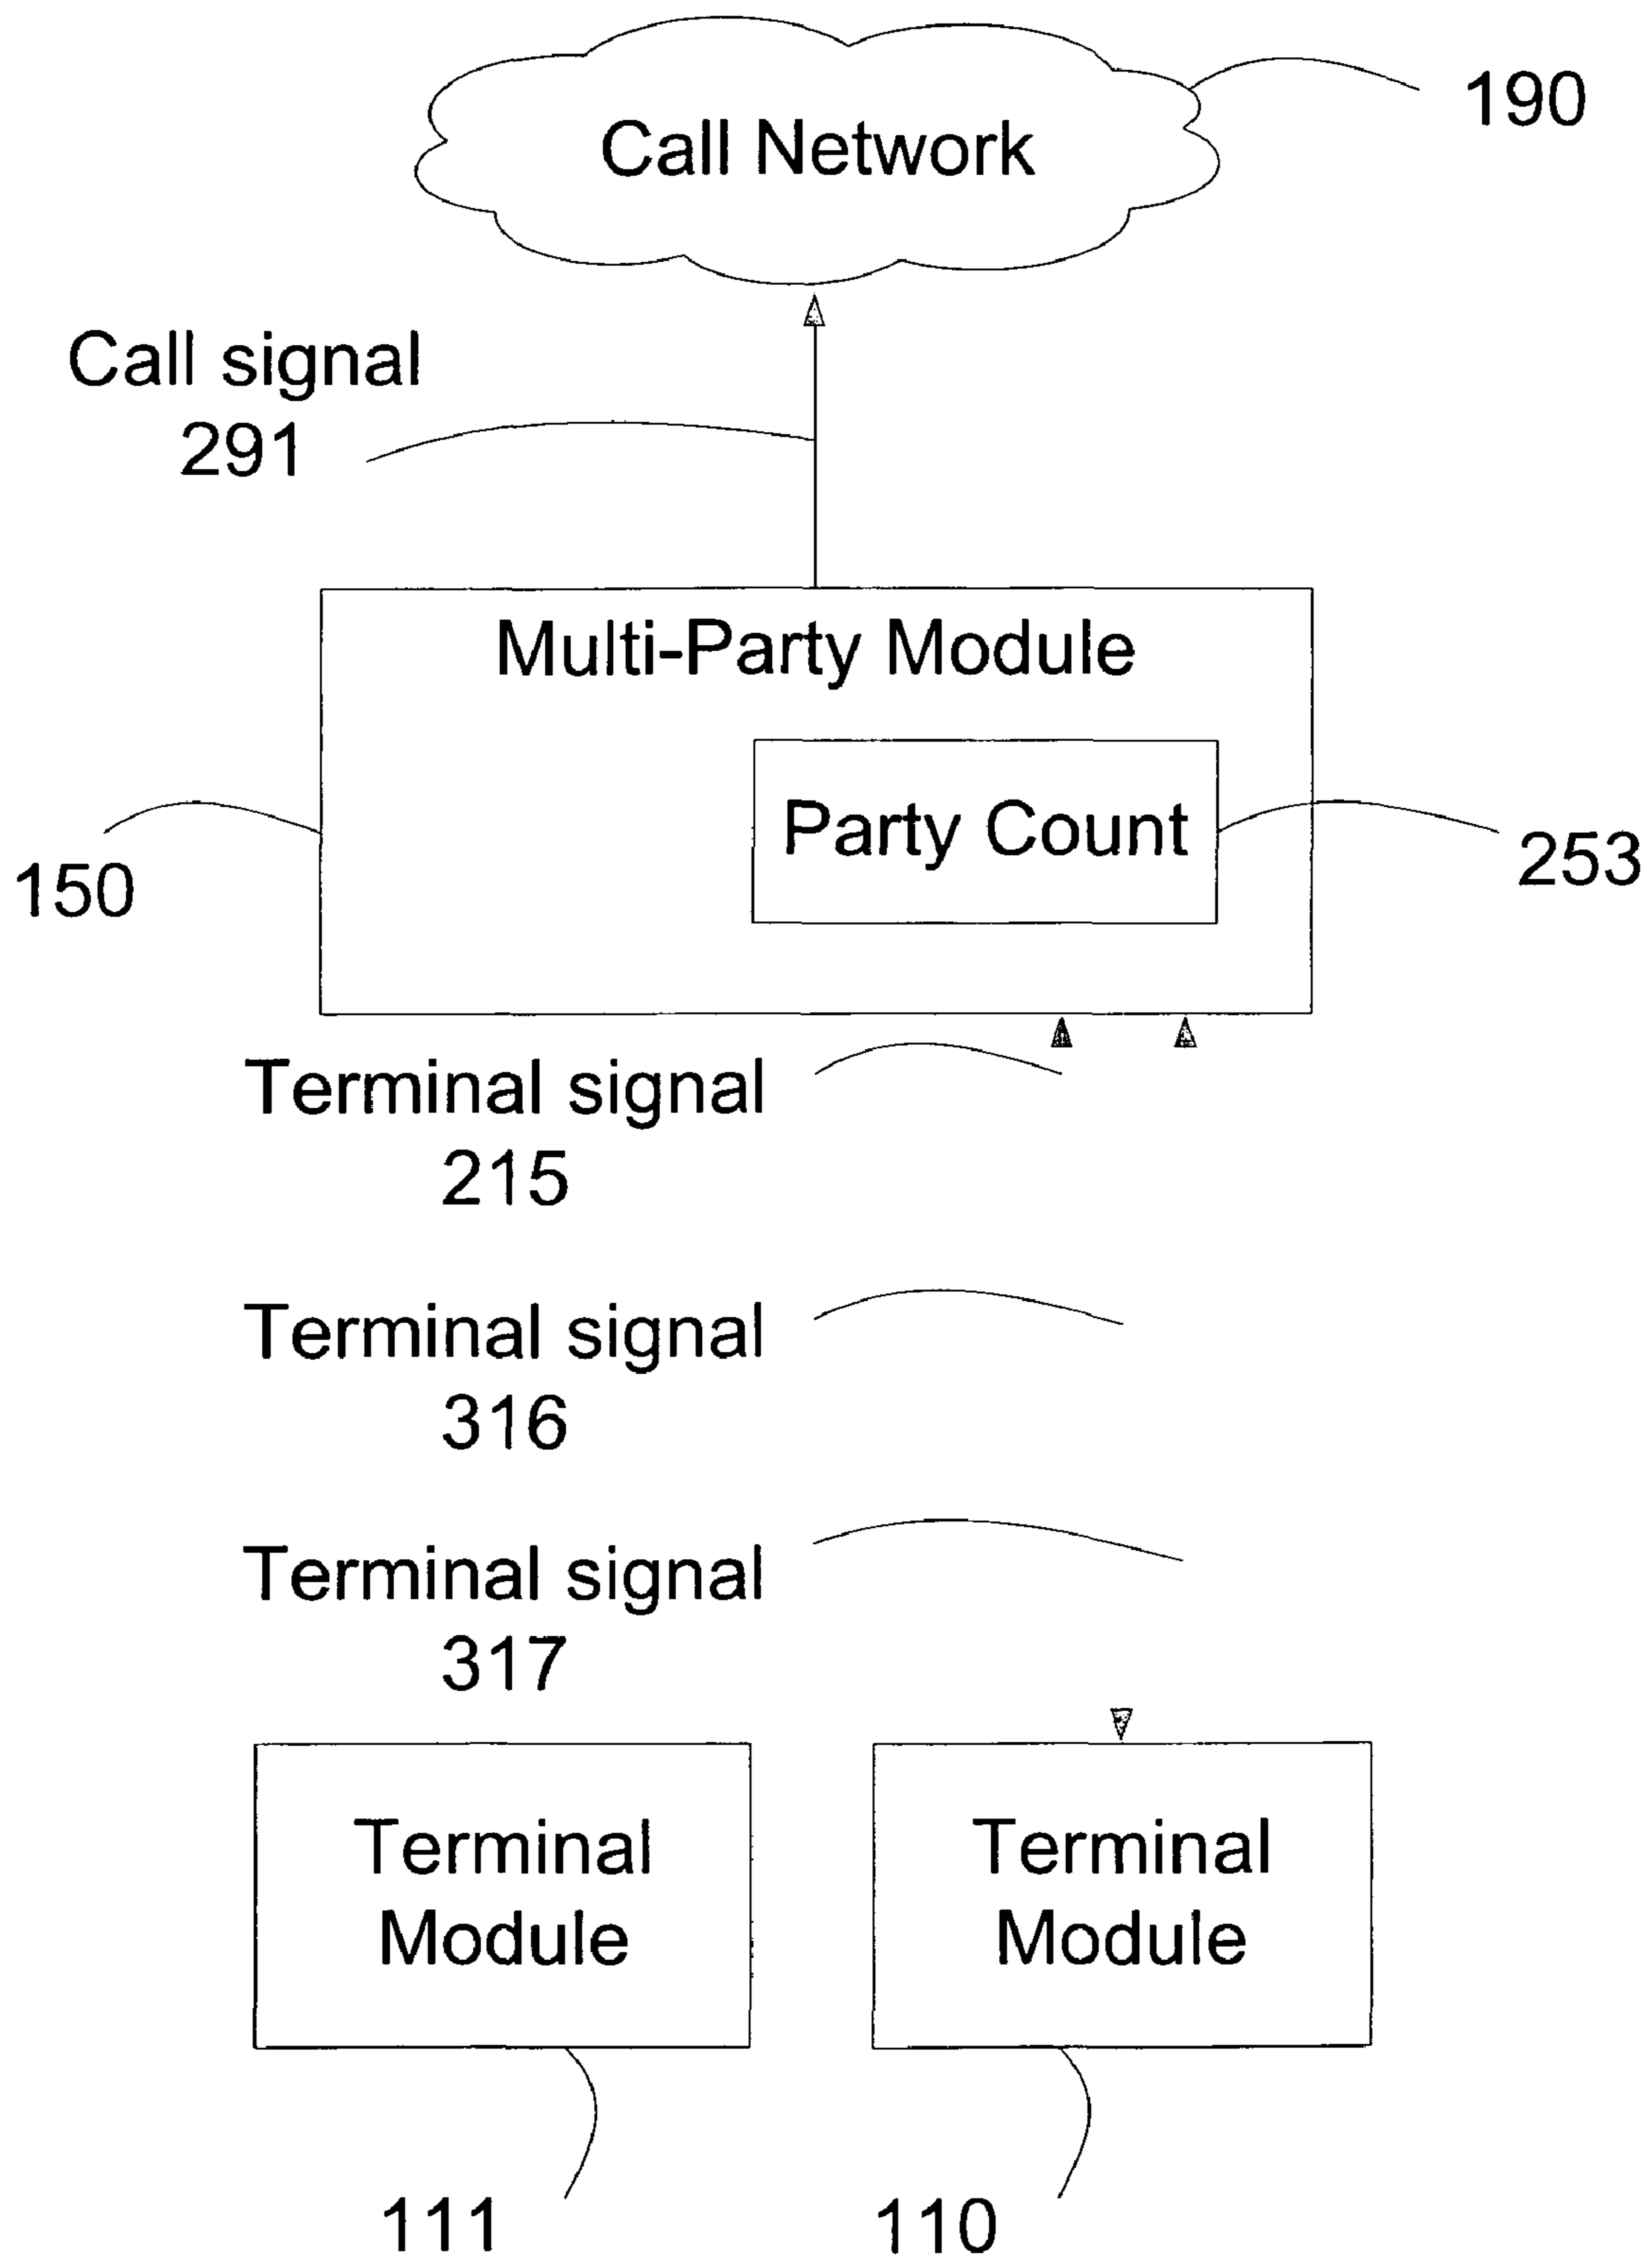 190
Call Network
Call signal
291
Multi-Party Module
Party Count
150
253
Terminal signal
215
Terminal signal
316
Terminal signal
317
Terminal
Module
Terminal
Module
111
110